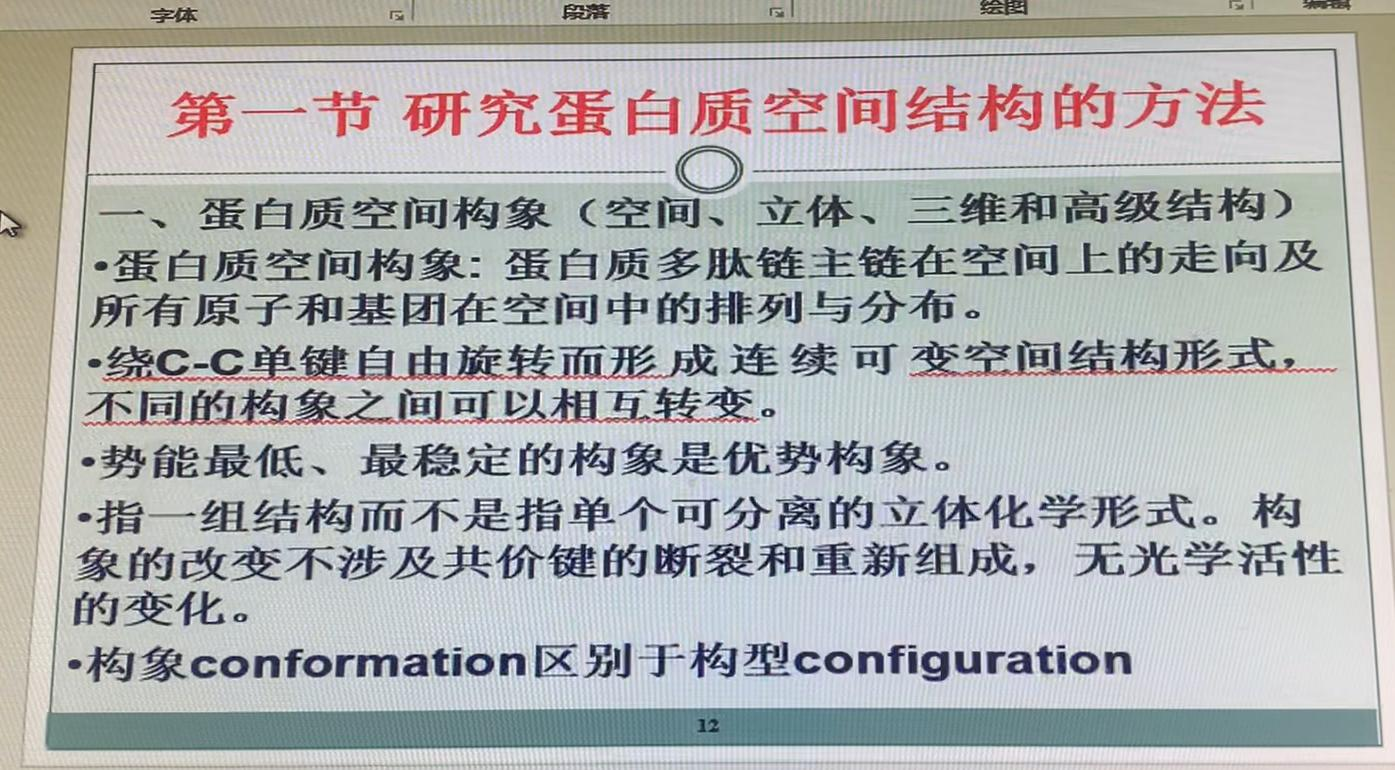 字体 段落 绘图 编辑
第一节 研究蛋白质空间结构的方法
一、蛋白质空间构象（空间、立体、三维和高级结构）
•蛋白质空间构象: 蛋白质多肽链主链在空间上的走向及
所有原子和基团在空间中的排列与分布。
•绕C-C单键自由旋转而形成连续可变空间结构形式，
不同的构象之间可以相互转变。
•势能最低、最稳定的构象是优势构象。
•指一组结构而不是指单个可分离的立体化学形式。构
象的改变不涉及共价键的断裂和重新组成，无光学活性
的变化。
•构象conformation区别于构型configuration
12